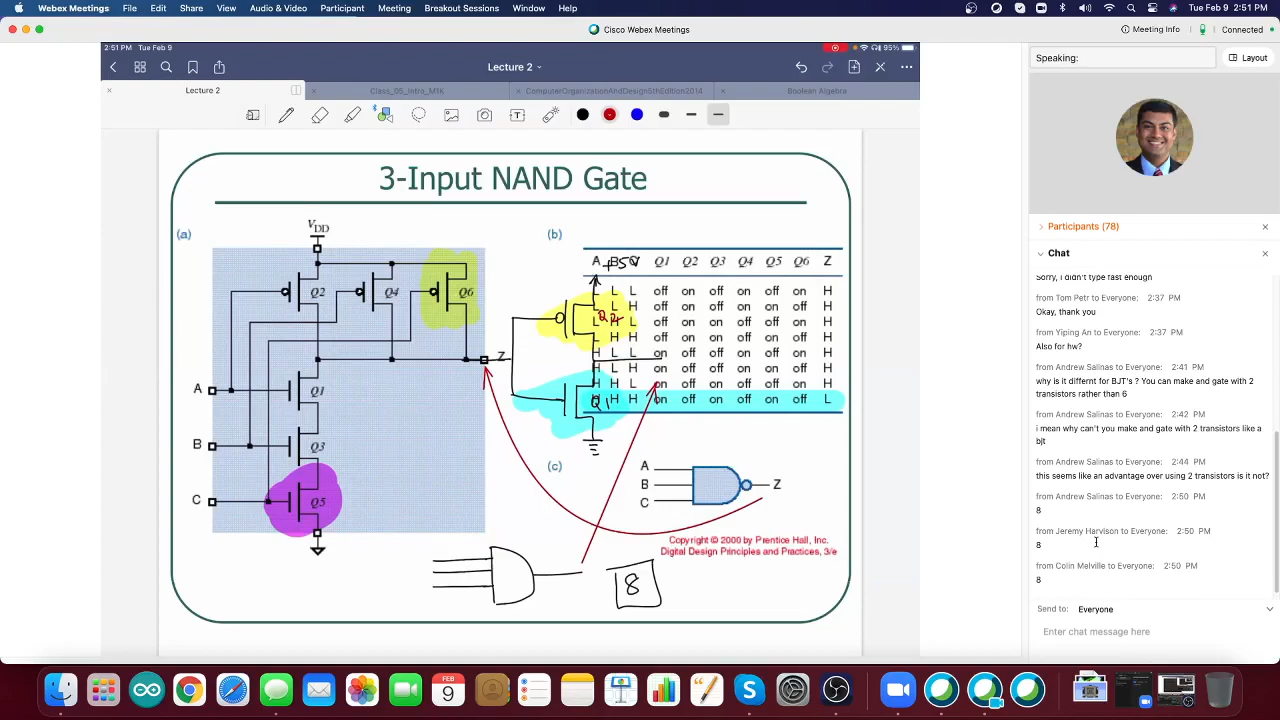 Webex Meetings File Edit Share View Audio & Video Participant Meeting Breakout Sessions Window Help Tue Feb 9 2:51 PM
Cisco Webex Meetings Meeting Info Connected
2:51 PM Tue Feb 9 95%
Speaking: Layout
Lecture 2
Lecture 2 Class_05_Intra_M1K ComputerOrganizationAndDesign5thEdition2014 Boolean Algebra
3-Input NAND Gate
(a)
VDD
Q2 Q4 Q6
Z
A Q1
B Q3
C Q5
(b)
A B +5V Q1 Q2 Q3 Q4 Q5 Q6 Z
L L off on off on off on H
L H off on off on off on H
L H L off on off on off on H
L H H off on off on off on H
H L L on off off on off on H
H L on off off on off on H
H H L on off on off off on H
H H H on off on off on off L
Q2
Q1
(c)
A
B Z
C
Copyright © 2000 by Prentice Hall, Inc.
Digital Design Principles and Practices, 3/e
8
Participants (78)
Chat
Sorry, i didn't type fast enough
from Tom Petr to Everyone: 2:37 PM
Okay, thank you
from Yiping An to Everyone: 2:37 PM
Also for hw?
from Andrew Salinas to Everyone: 2:41 PM
why is it differnt for BJT's ? You can make and gate with 2
transistors rather than 6
from Andrew Salinas to Everyone: 2:42 PM
i mean why can't you make and gate with 2 transistors like a
bjt
from Andrew Salinas to Everyone: 2:44 PM
this seems like an advantage over using 2 transistors is it not?
from Andrew Salinas to Everyone: 2:50 PM
8
from Jeremy Harvison to Everyone: 2:50 PM
8
from Colin Melville to Everyone: 2:50 PM
8
Send to: Everyone
Enter chat message here
FEB
9